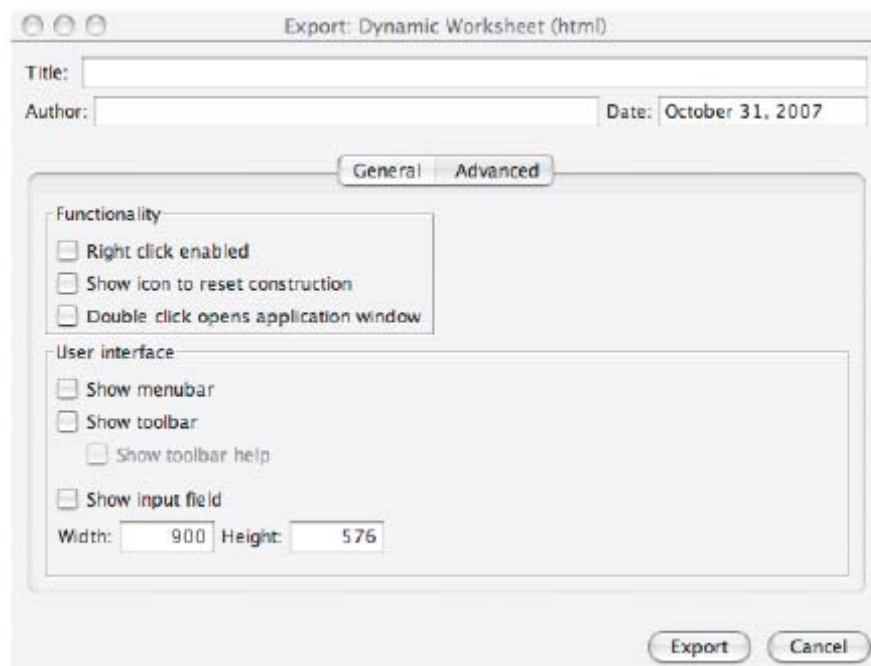 Export: Dynamic Worksheet (html)
Title:
Author: Date: October 31, 2007
General Advanced
Functionality
Right click enabled
Show icon to reset construction
Double click opens application window
User interface
Show menubar
Show toolbar
Show toolbar help
Show input field
Width: 900 Height: 576
Export Cancel